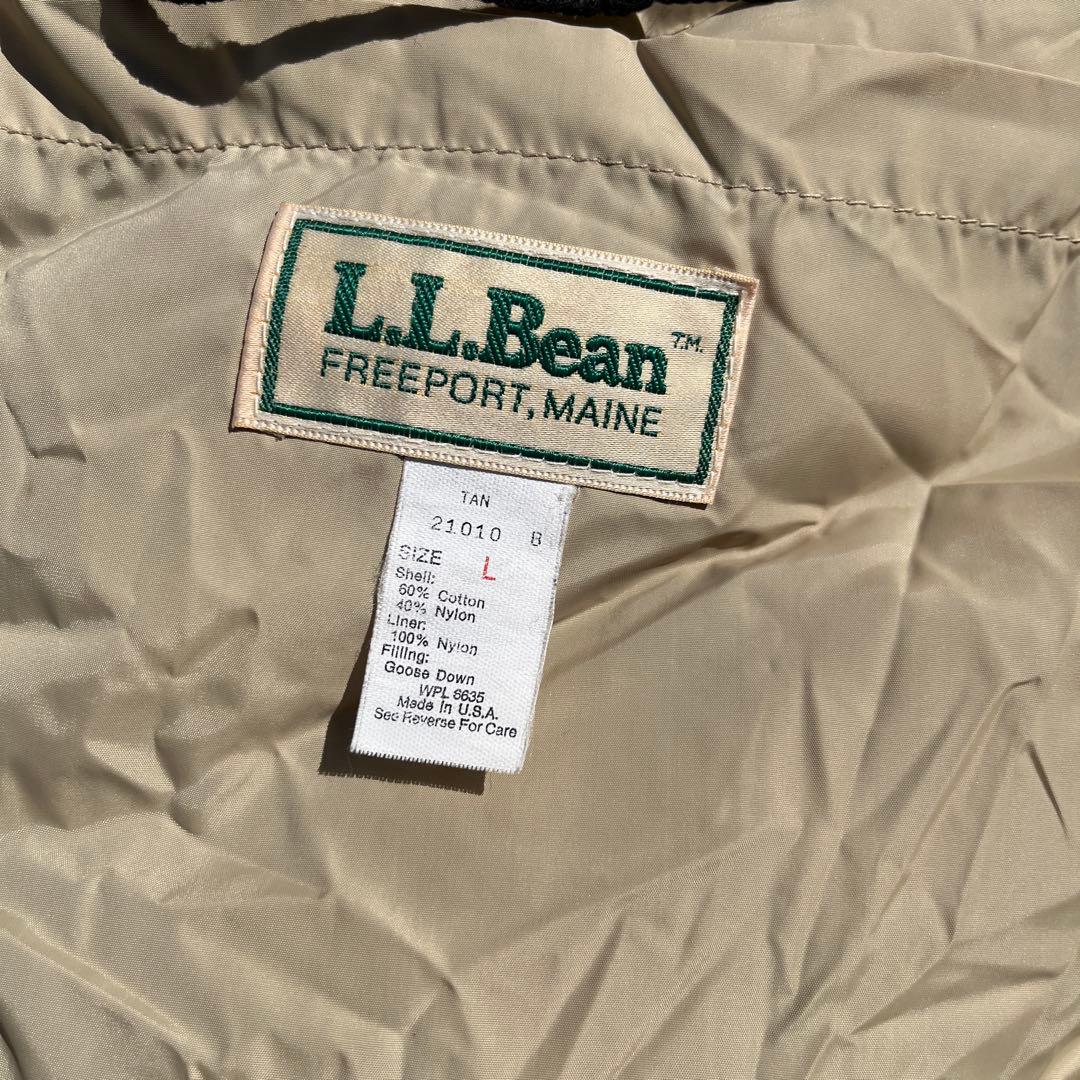 L.L.Bean T.M.
FREEPORT, MAINE
TAN
21010 B
SIZE L
Shell:
60% Cotton
40% Nylon
Liner:
100% Nylon
Filling:
Goose Down
WPL 6635
Made In U.S.A.
See Reverse For Care